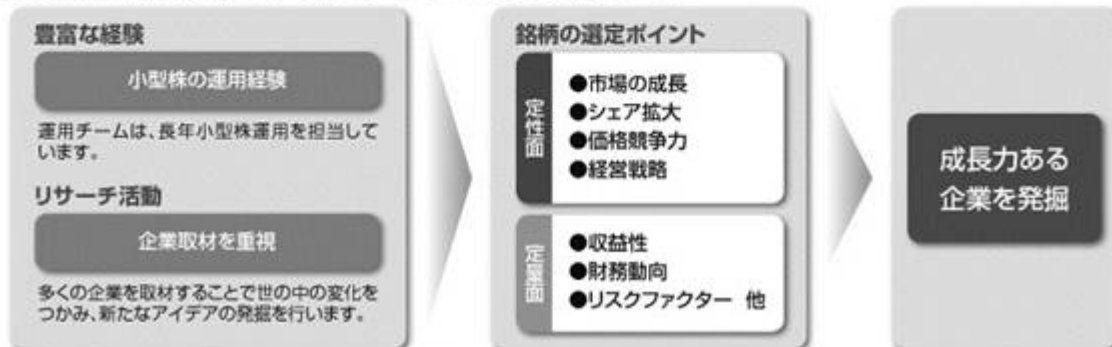 豊富な経験
小型株の運用経験
運用チームは、長年小型株運用を担当して
います。
リサーチ活動
企業取材を重視
多くの企業を取材することで世の中の変化を
つかみ、新たなアイデアの発掘を行います。
銘柄の選定ポイント
定性面
●市場の成長
●シェア拡大
●価格競争力
●経営戦略
定量面
●収益性
●財務動向
●リスクファクター 他
成長力ある
企業を発掘